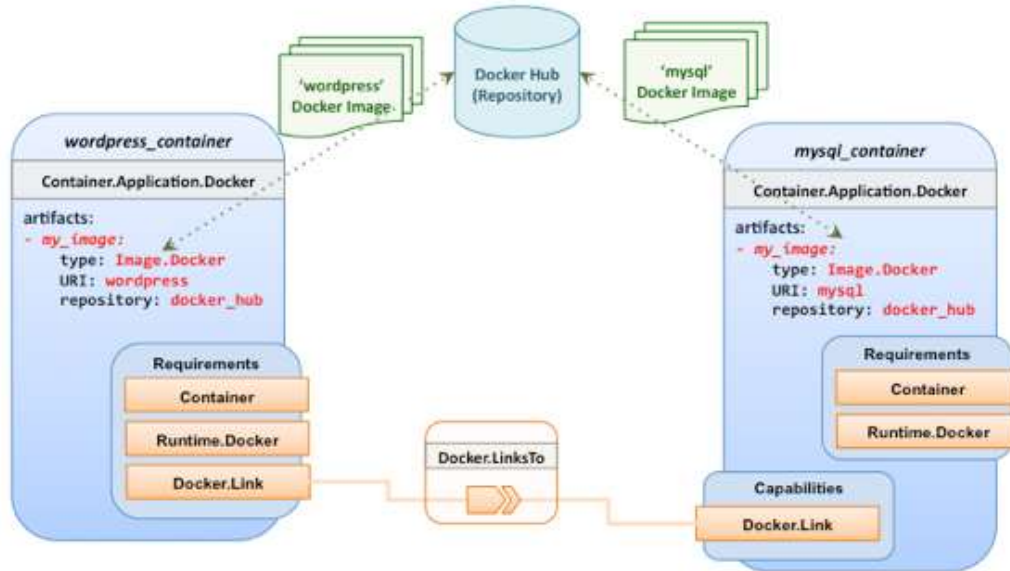 'wordpress'
Docker Image
Docker Hub
(Repository)
'mysql'
Docker Image
wordpress_container
Container.Application.Docker
artifacts:
- my_image:
type: Image.Docker
URI: wordpress
repository: docker_hub
Requirements
Container
Runtime.Docker
Docker.Link
Docker.LinksTo
mysql_container
Container.Application.Docker
artifacts:
- my_image:
type: Image.Docker
URI: mysql
repository: docker_hub
Requirements
Container
Runtime.Docker
Capabilities
Docker.Link